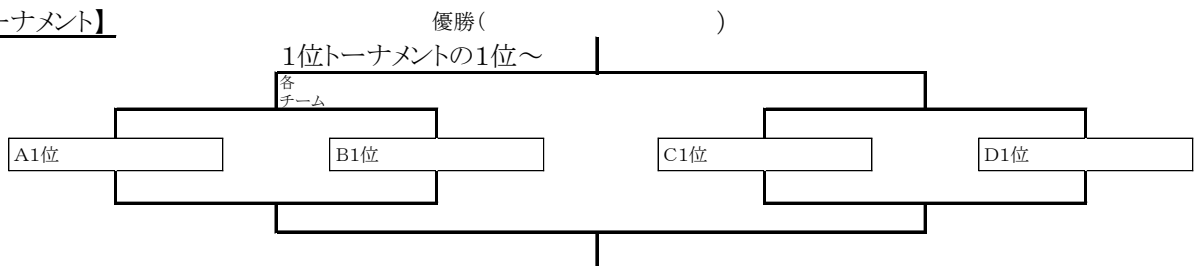 ーナメント】
優勝(　　　　　　　　　　)
1位トーナメントの1位～
各
チーム
A1位
B1位
C1位
D1位